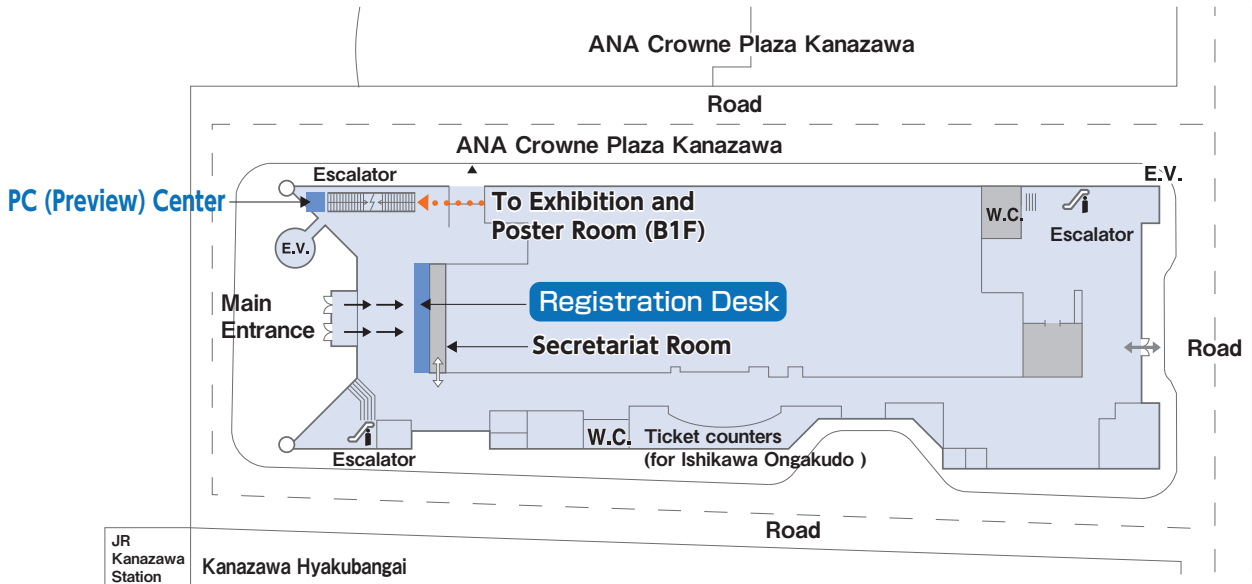 ANA Crowne Plaza Kanazawa
Road
ANA Crowne Plaza Kanazawa
Escalator
E.V.
PC (Preview) Center
To Exhibition and
Poster Room (B1F)
W.C.
Escalator
E.V.
Main
Entrance
Registration Desk
Secretariat Room
Road
W.C.
Ticket counters
(for Ishikawa Ongakudo )
Escalator
Road
JR
Kanazawa
Station
Kanazawa Hyakubangai